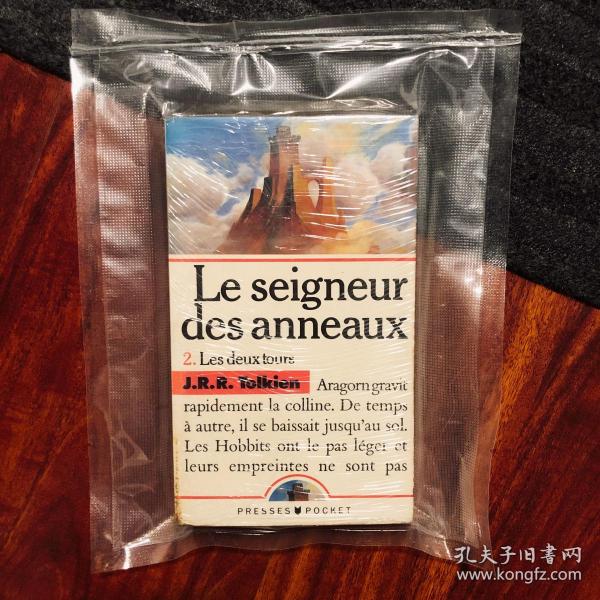 Le seigneur
des anneaux
2. Les deux tours
J.R.R. Tolkien Aragorn gravit
rapidement la colline. De temps
à autre, il se baissait jusqu'au sol.
Les Hobbits ont le pas léger et
leurs empreintes ne sont pas
PRESSES POCKET
孔夫子旧书网
www.kongfz.com